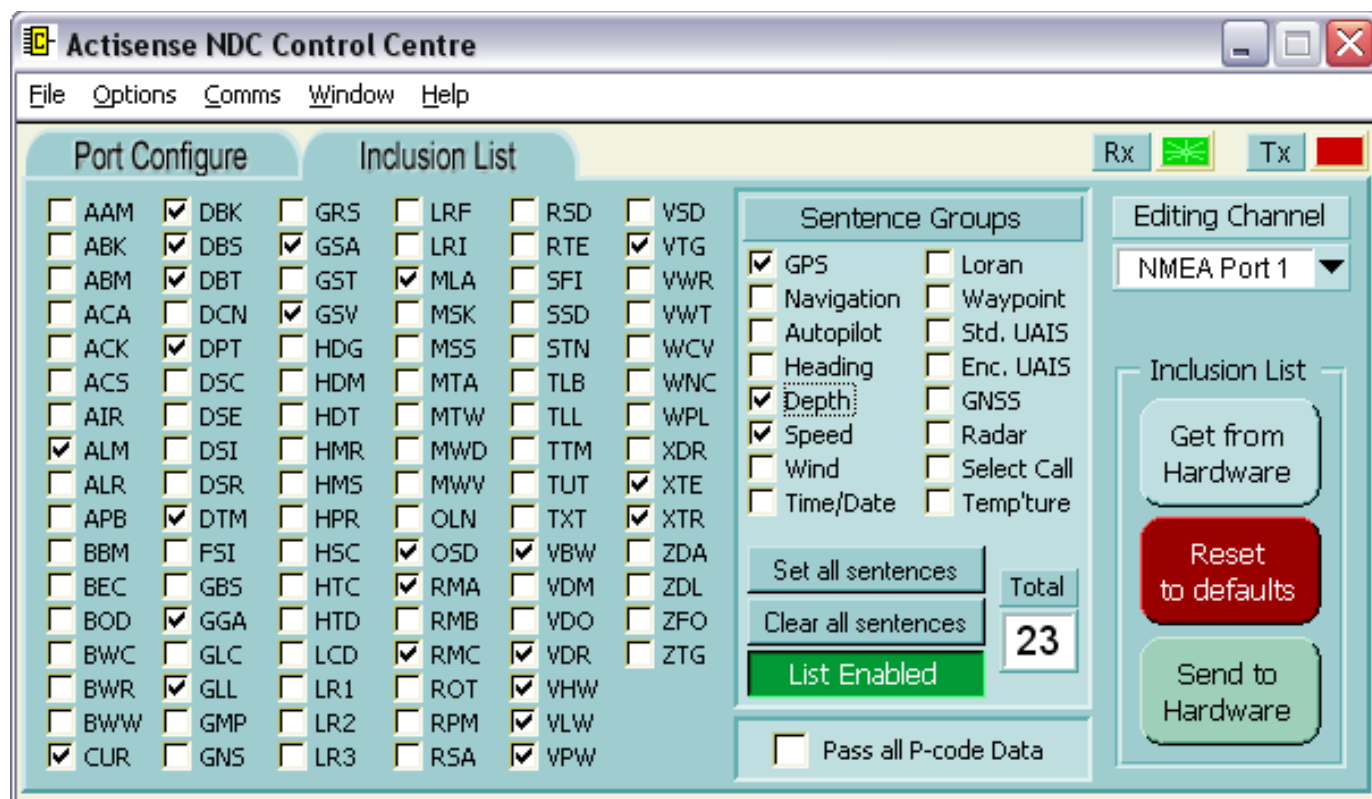 Actisense NDC Control Centre
File Options Comms Window Help
Port Configure Inclusion List Rx Tx
AAM DBK GRS LRF RSD VSD
ABK DBS GSA LRI RTE VTG
ABM DBT GST MLA SFI VWR
ACA DCN GSV MSK SSD VWT
ACK DPT HDG MSS STN WCV
ACS DSC HDM MTA TLB WNC
AIR DSE HDT MTW TLL WPL
ALM DSI HMR MWD TTM XDR
ALR DSR HMS MWV TUT XTE
APB DTM HPR OLN TXT XTR
BBM FSI HSC OSD VBW ZDA
BEC GBS HTC RMA VDM ZDL
BOD GGA HTD RMB VDO ZFO
BWC GLC LCD RMC VDR ZTG
BWR GLL LR1 ROT VHW
BWW GMP LR2 RPM VLW
CUR GNS LR3 RSA VPW
Sentence Groups
GPS Loran
Navigation Waypoint
Autopilot Std. UAIS
Heading Enc. UAIS
Depth GNSS
Speed Radar
Wind Select Call
Time/Date Temp'ture
Set all sentences
Clear all sentences
List Enabled
Total
23
Pass all P-code Data
Editing Channel
NMEA Port 1
Inclusion List
Get from
Hardware
Reset
to defaults
Send to
Hardware